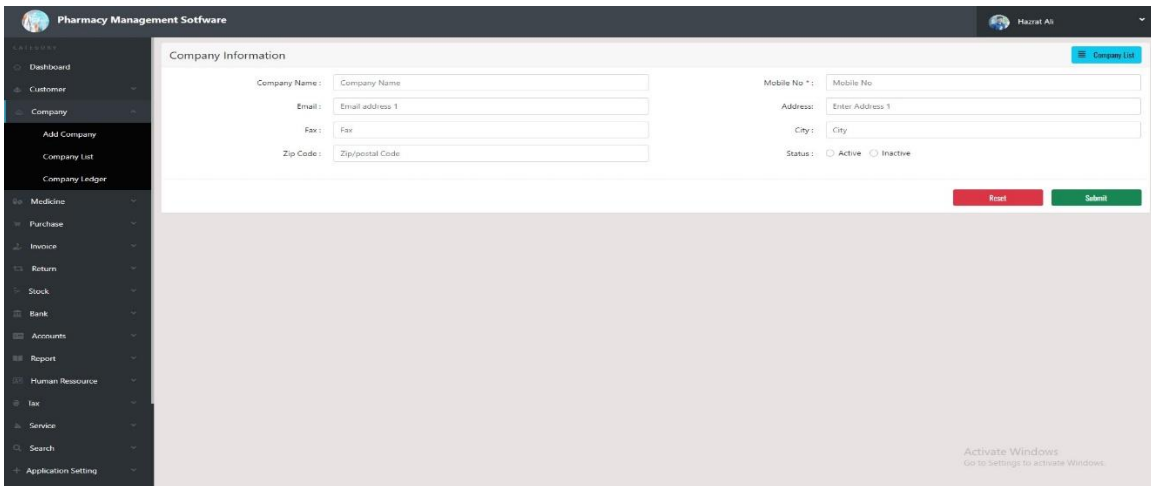 Pharmacy Management Sotfware
Hazrat Ali
CATEGORY
Dashboard
Customer
Company
Add Company
Company List
Company Ledger
Medicine
Purchase
Invoice
Return
Stock
Bank
Accounts
Report
Human Ressource
Tax
Service
Search
Application Setting
Company Information
Company List
Company Name : Company Name
Mobile No * : Mobile No
Email : Email address 1
Address: Enter Address 1
Fax : Fax
City : City
Zip Code : Zip/postal Code
Status : Active Inactive
Reset Submit
Activate Windows
Go to Settings to activate Windows.